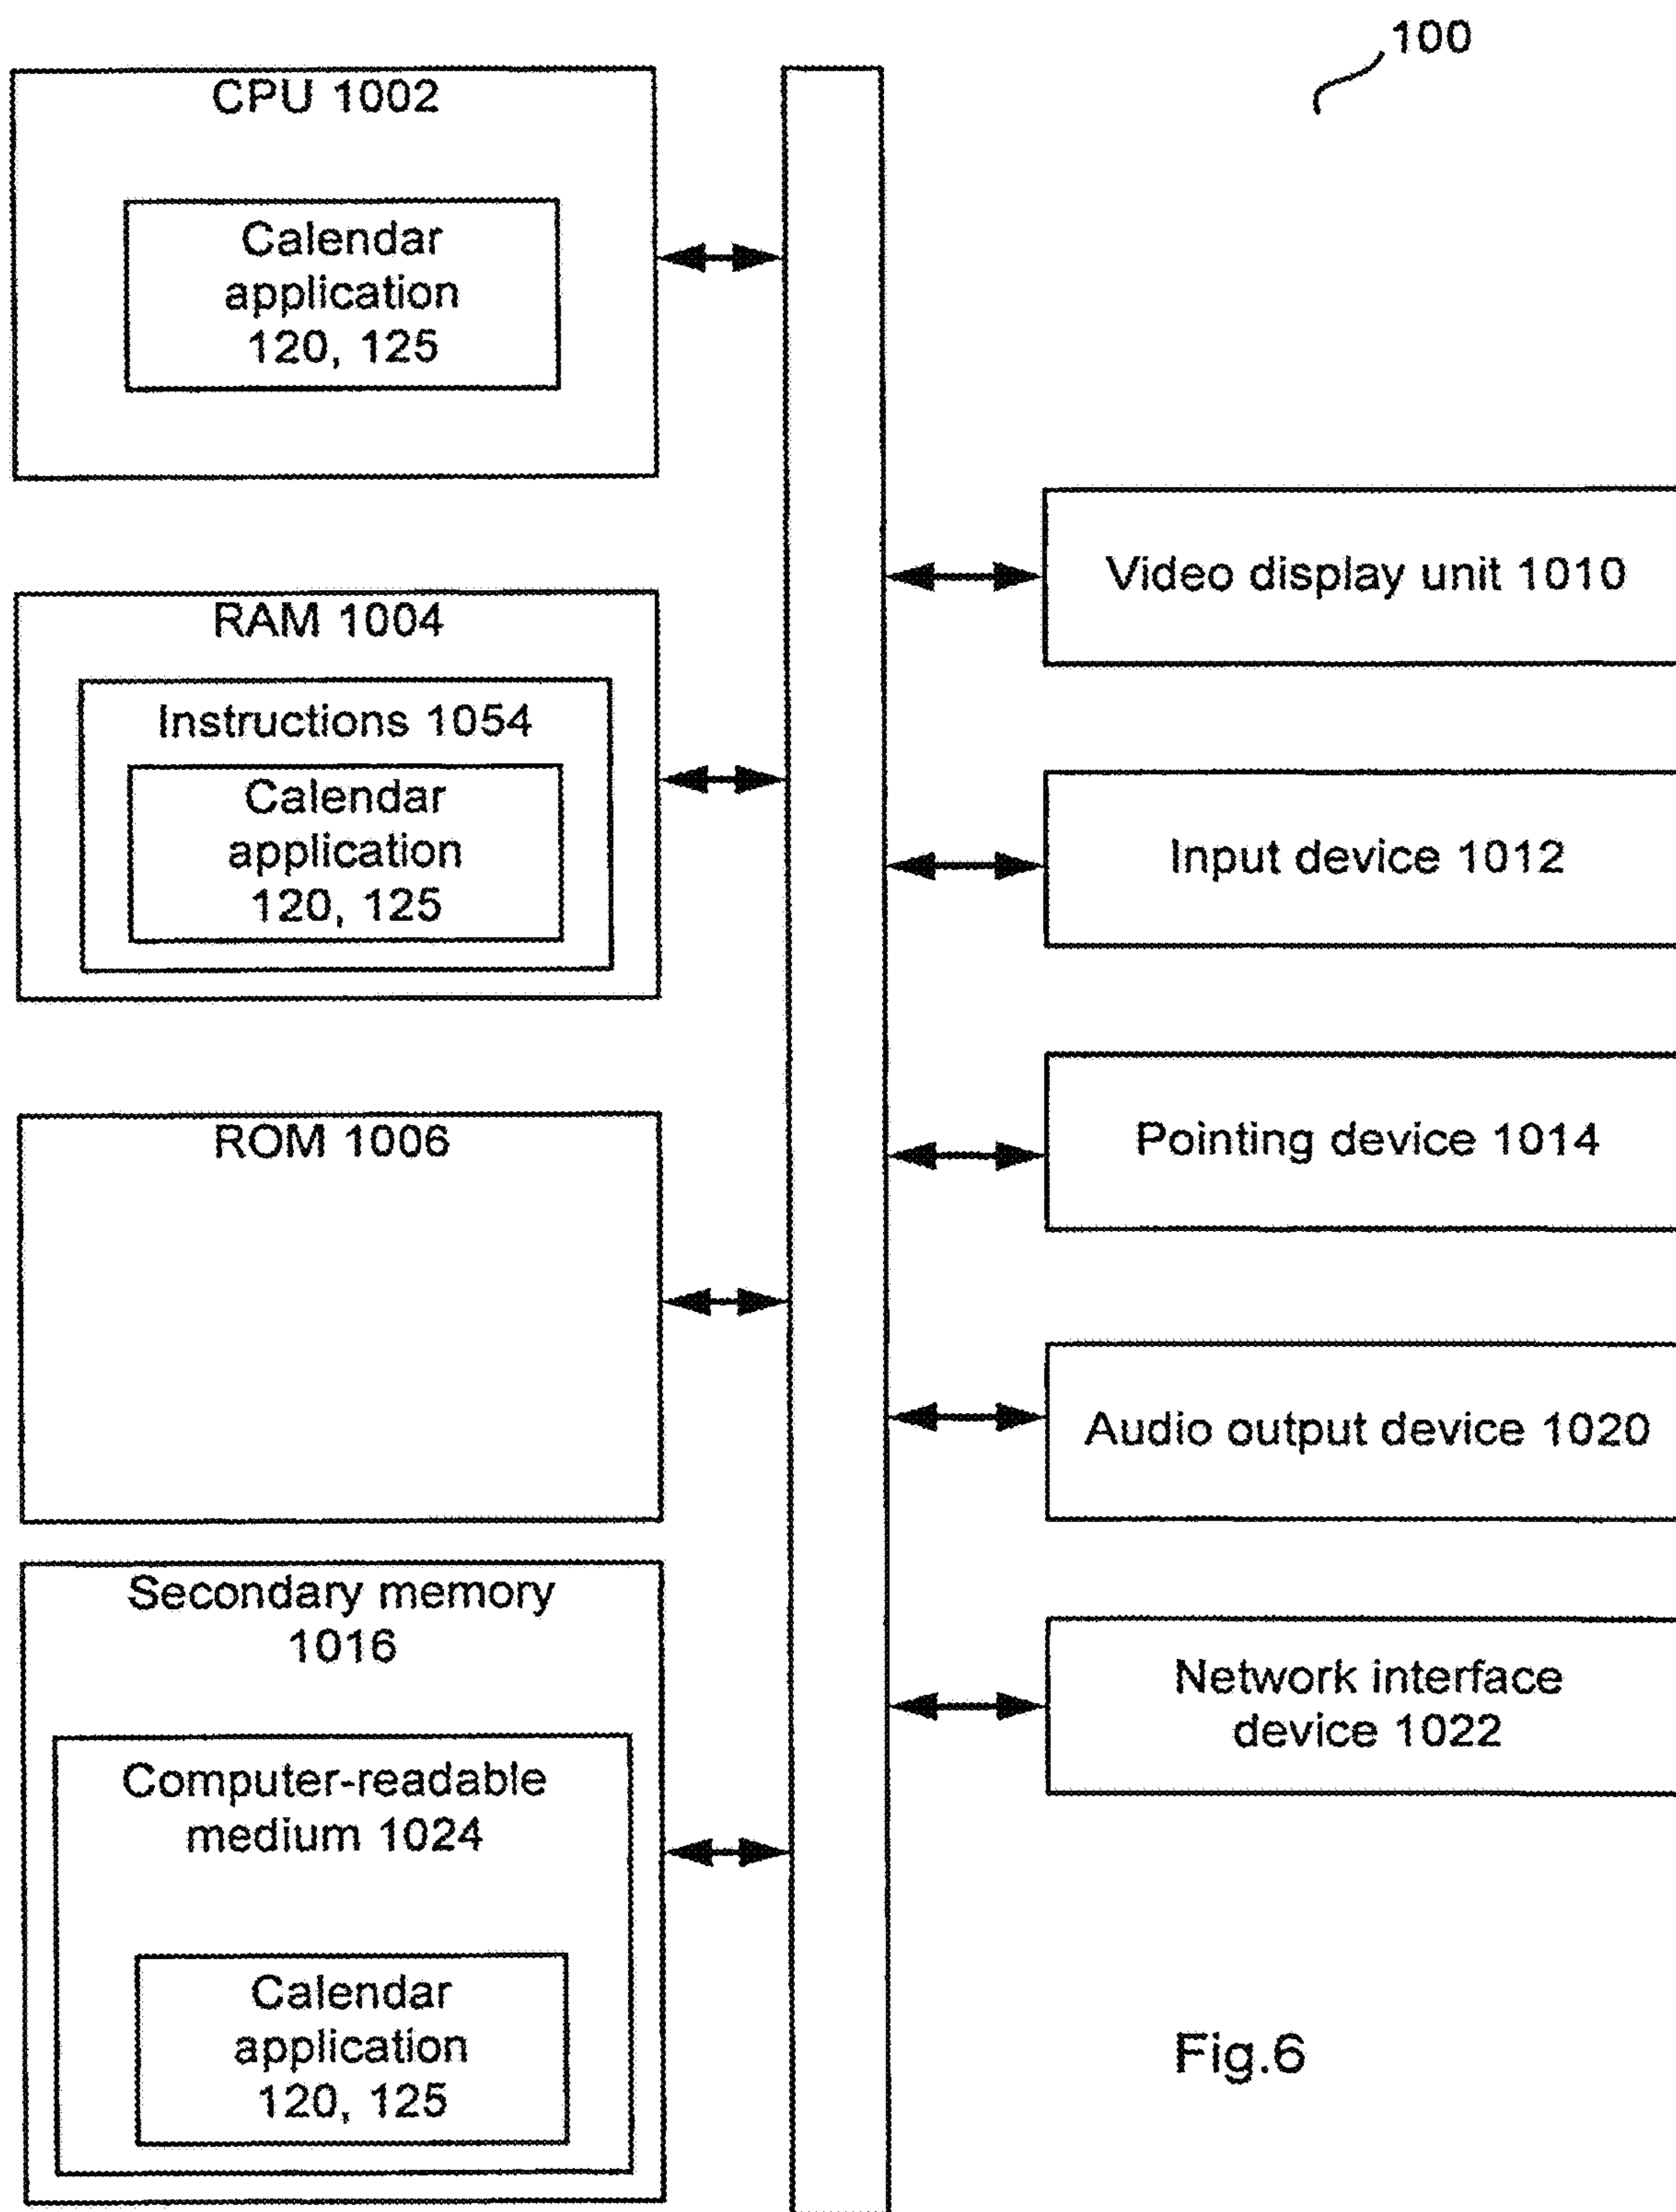 100
CPU 1002
Calendar
application
120, 125
RAM 1004
Instructions 1054
Calendar
application
120, 125
ROM 1006
Secondary memory
1016
Computer-readable
medium 1024
Calendar
application
120, 125
Video display unit 1010
Input device 1012
Pointing device 1014
Audio output device 1020
Network interface
device 1022
Fig.6